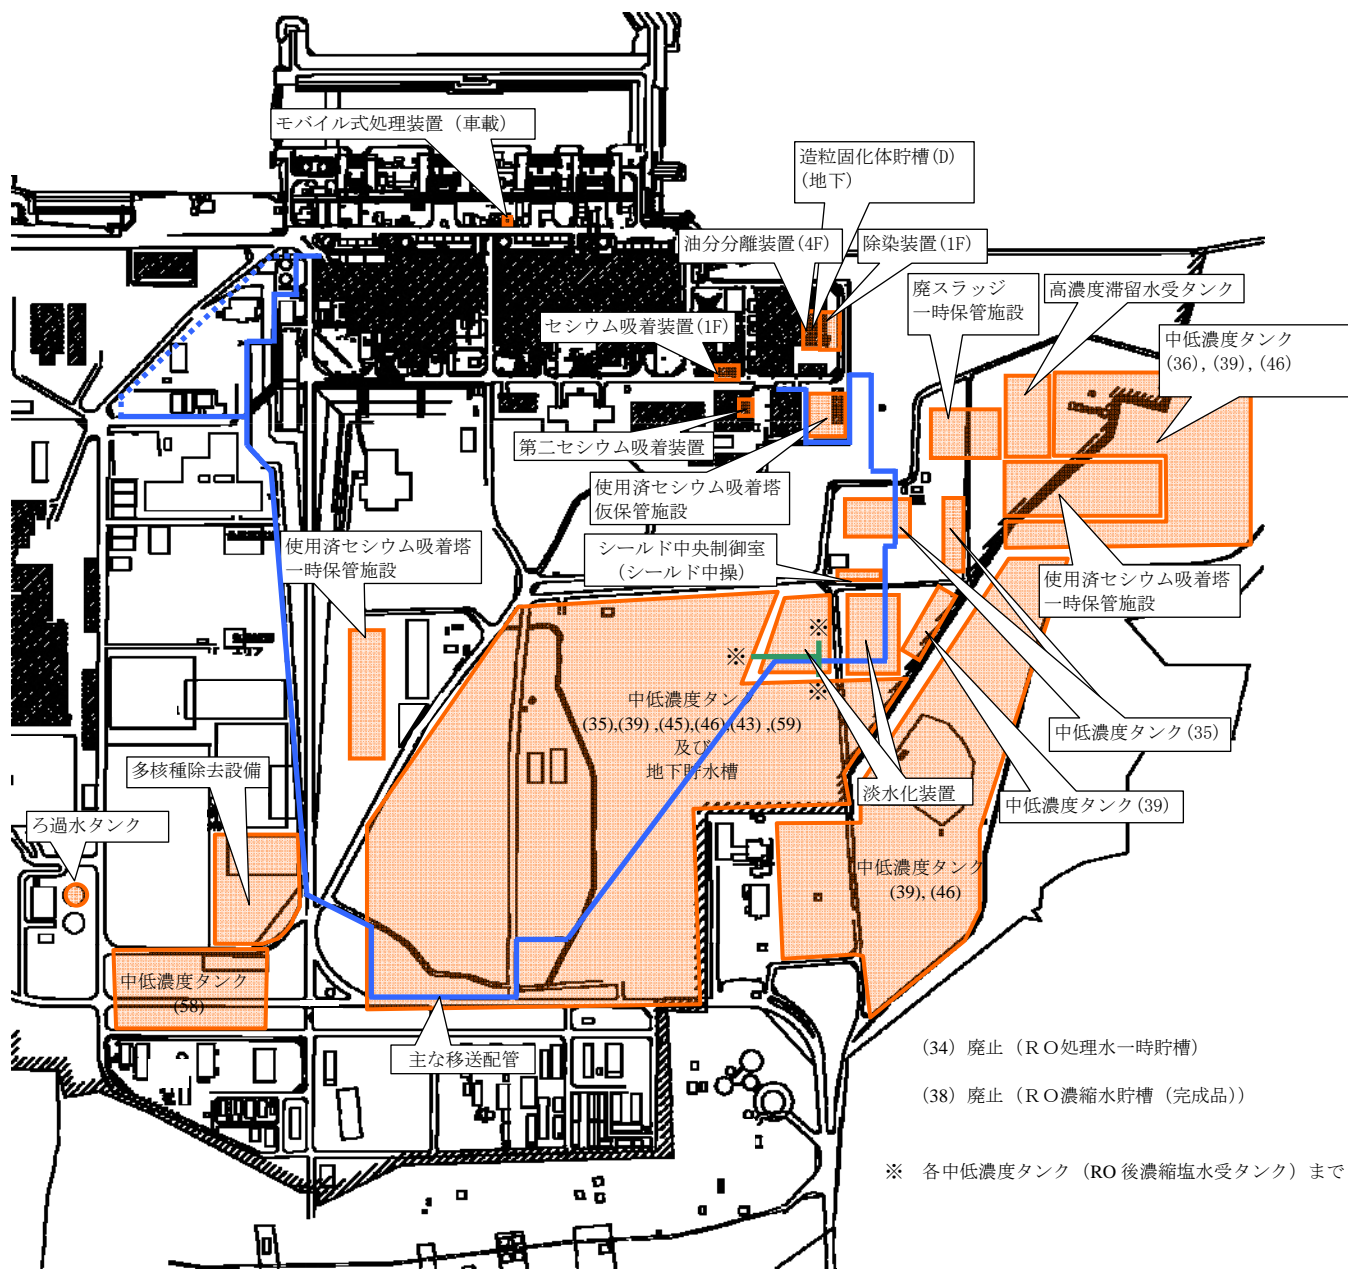 モバイル式処理装置（車載）
造粒固化体貯槽(D)
(地下)
油分分離装置(4F)
除染装置(1F)
廃スラッジ
一時保管施設
高濃度滞留水受タンク
中低濃度タンク
(36), (39), (46)
セシウム吸着装置(1F)
第二セシウム吸着装置
使用済セシウム吸着塔
仮保管施設
使用済セシウム吸着塔
一時保管施設
シールド中央制御室
(シールド中操)
使用済セシウム吸着塔
一時保管施設
※
※
※
中低濃度タンク
(35),(39) ,(45),(46),(43) ,(59)
及び
地下貯水槽
中低濃度タンク(35)
淡水化装置
中低濃度タンク(39)
多核種除去設備
ろ過水タンク
中低濃度タンク
(39), (46)
中低濃度タンク
(58)
主な移送配管
(34) 廃止（ＲＯ処理水一時貯槽）
(38) 廃止（ＲＯ濃縮水貯槽（完成品））
※　各中低濃度タンク（RO 後濃縮塩水受タンク）まで